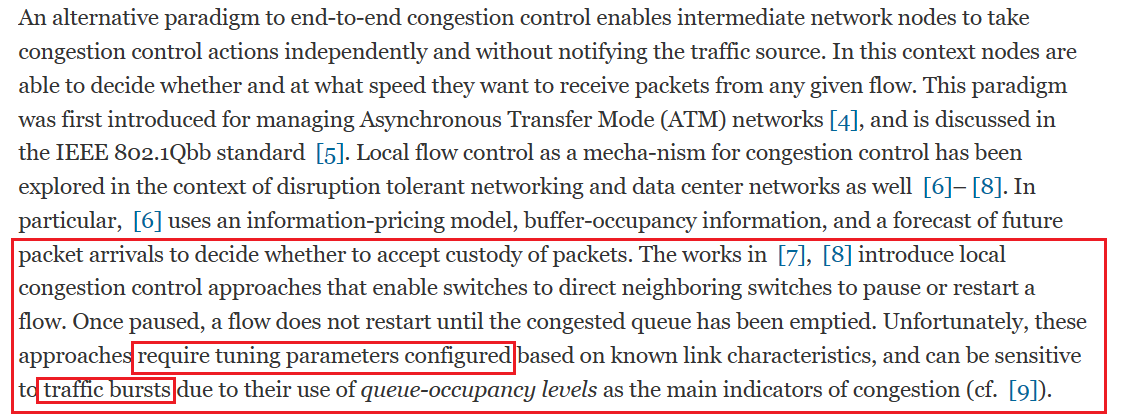 An alternative paradigm to end-to-end congestion control enables intermediate network nodes to take
congestion control actions independently and without notifying the traffic source. In this context nodes are
able to decide whether and at what speed they want to receive packets from any given flow. This paradigm
was first introduced for managing Asynchronous Transfer Mode (ATM) networks [4], and is discussed in
the IEEE 802.1Qbb standard [5]. Local flow control as a mecha-nism for congestion control has been
explored in the context of disruption tolerant networking and data center networks as well [6]– [8]. In
particular, [6] uses an information-pricing model, buffer-occupancy information, and a forecast of future
packet arrivals to decide whether to accept custody of packets. The works in [7], [8] introduce local
congestion control approaches that enable switches to direct neighboring switches to pause or restart a
flow. Once paused, a flow does not restart until the congested queue has been emptied. Unfortunately, these
approaches require tuning parameters configured based on known link characteristics, and can be sensitive
to traffic bursts due to their use of queue-occupancy levels as the main indicators of congestion (cf. [9]).